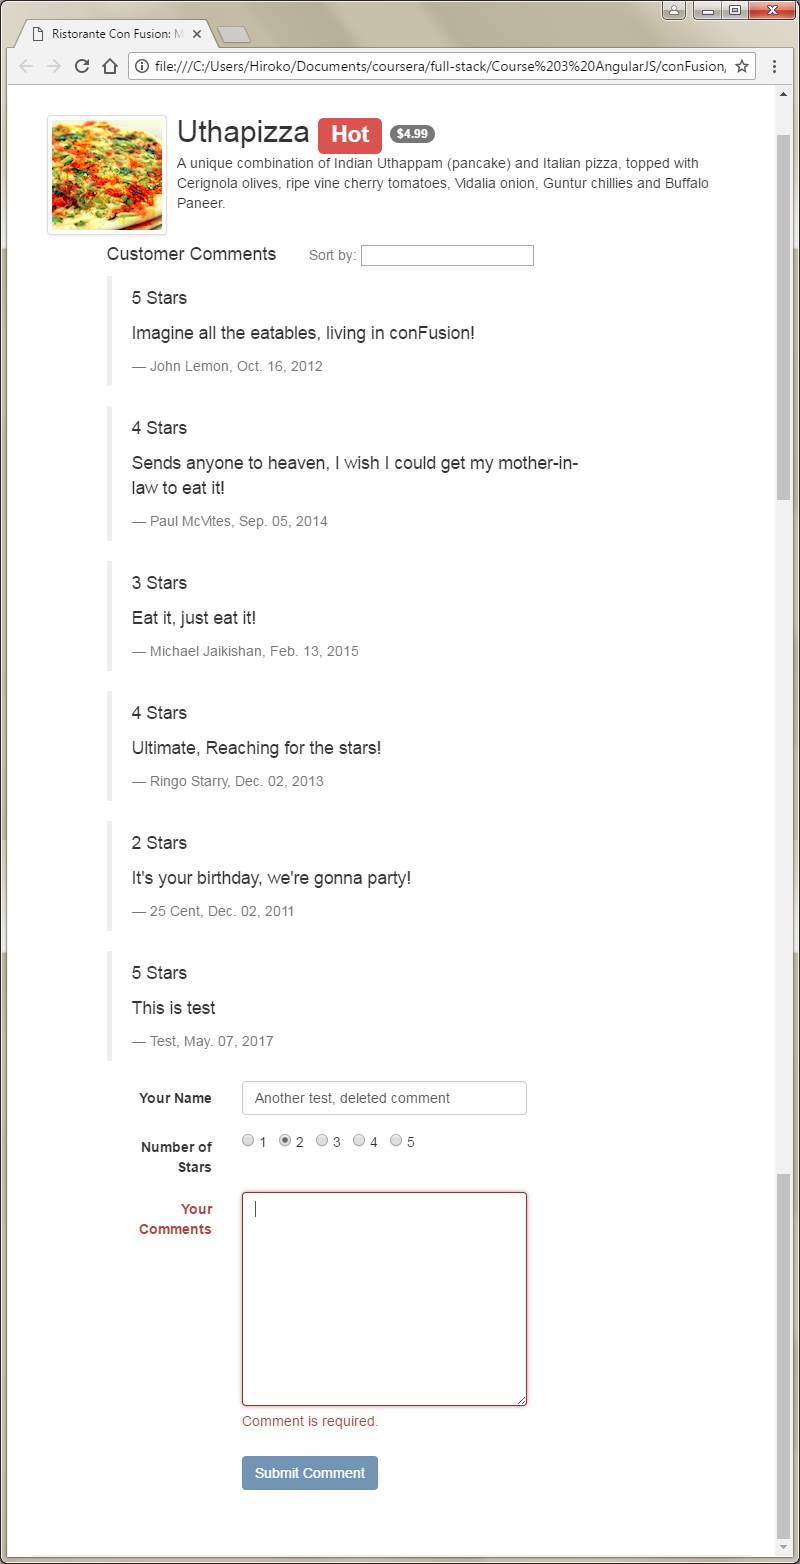 Ristorante Con Fusion: M
file:///C:/Users/Hiroko/Documents/coursera/full-stack/Course%203%20AngularJS/conFusion/
Uthapizza Hot $4.99
A unique combination of Indian Uthappam (pancake) and Italian pizza, topped with
Cerignola olives, ripe vine cherry tomatoes, Vidalia onion, Guntur chillies and Buffalo
Paneer.
Customer Comments Sort by:
5 Stars
Imagine all the eatables, living in conFusion!
— John Lemon, Oct. 16, 2012
4 Stars
Sends anyone to heaven, I wish I could get my mother-in-
law to eat it!
— Paul McVites, Sep. 05, 2014
3 Stars
Eat it, just eat it!
— Michael Jaikishan, Feb. 13, 2015
4 Stars
Ultimate, Reaching for the stars!
— Ringo Starry, Dec. 02, 2013
2 Stars
It's your birthday, we're gonna party!
— 25 Cent, Dec. 02, 2011
5 Stars
This is test
— Test, May. 07, 2017
Your Name Another test, deleted comment
Number of 1 2 3 4 5
Stars
Your
Comments
Comment is required.
Submit Comment